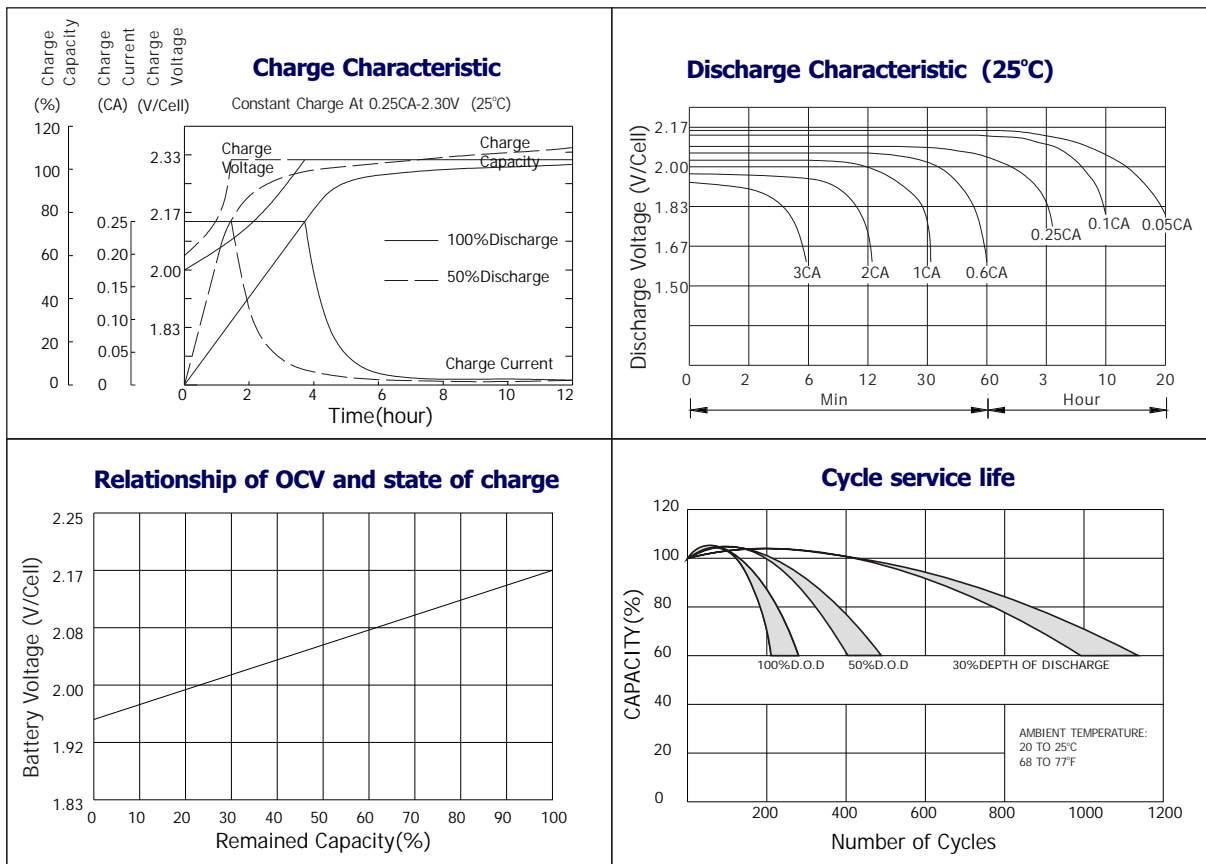 Charge
Capacity
Charge
Current
Charge
Voltage
(%)
(CA)
(V/Cell)
Charge Characteristic
Constant Charge At 0.25CA-2.30V (25°C)
120
100
80
60
40
20
0
0.25
0.20
0.15
0.10
0.05
0
2.33
2.17
2.00
1.83
Charge
Voltage
Charge
Capacity
100%Discharge
50%Discharge
Charge Current
0 2 4 6 8 10 12
Time(hour)
Discharge Characteristic (25°C)
Discharge Voltage (V/Cell)
2.17
2.00
1.83
1.67
1.50
3CA
2CA
1CA
0.6CA
0.25CA
0.1CA
0.05CA
0 2 6 12 30 60 3 10 20
Min
Hour
Relationship of OCV and state of charge
Battery Voltage (V/Cell)
2.25
2.17
2.08
2.00
1.92
1.83
0 10 20 30 40 50 60 70 80 90 100
Remained Capacity(%)
Cycle service life
CAPACITY(%)
120
100
80
60
40
20
0
100%D.O.D
50%D.O.D
30%DEPTH OF DISCHARGE
AMBIENT TEMPERATURE:
20 TO 25°C
68 TO 77°F
200 400 600 800 1000 1200
Number of Cycles